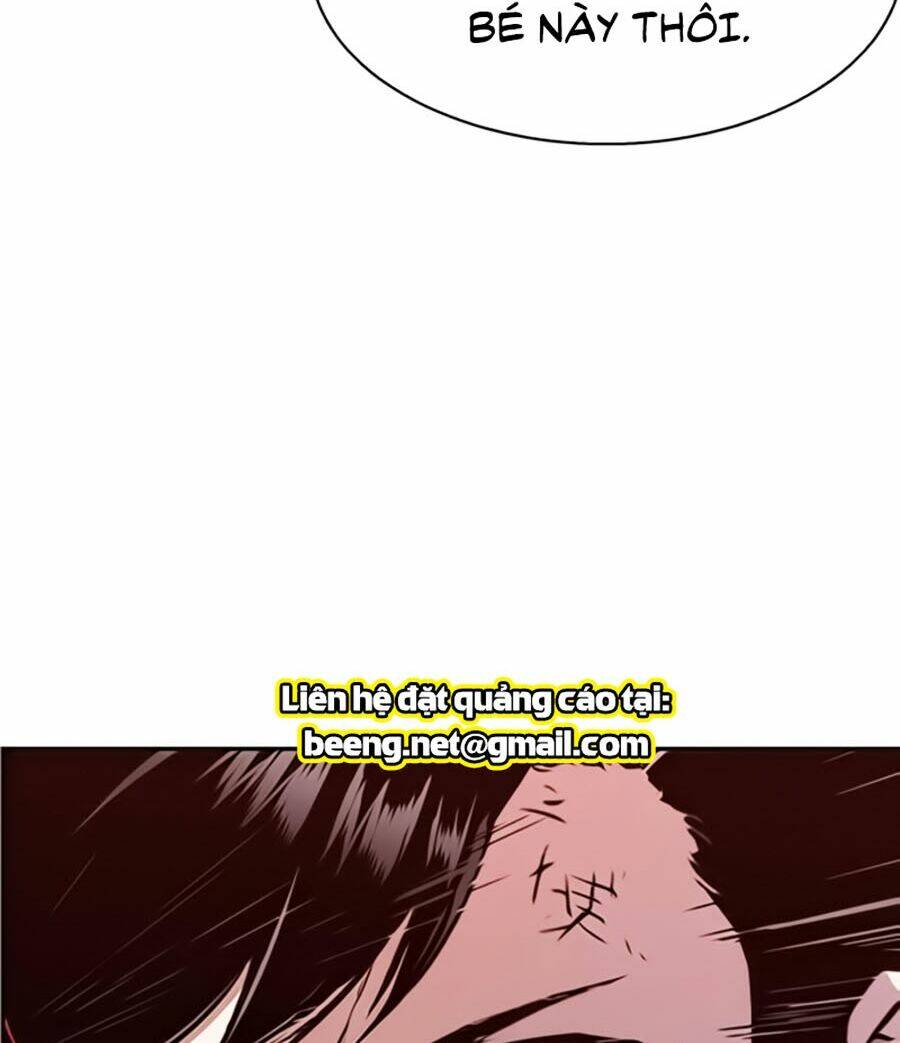 BÉ NÀY THÔI.
Liên hệ đặt quảng cáo tại:
beeng.net@gmail.com